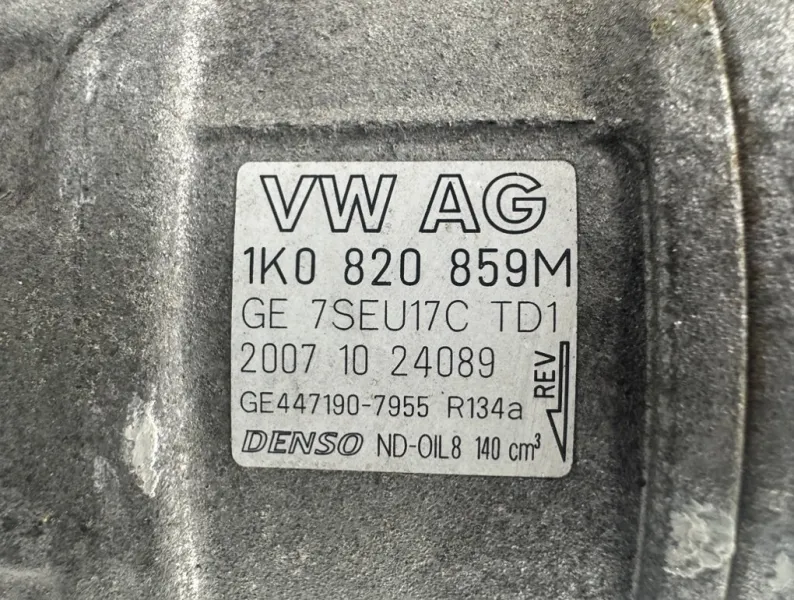 VW AG
1K0 820 859M
GE 7SEU17C TD1
2007 10 24089
GE447190-7955 R134a
REV
DENSO ND-OIL8 140 cm³